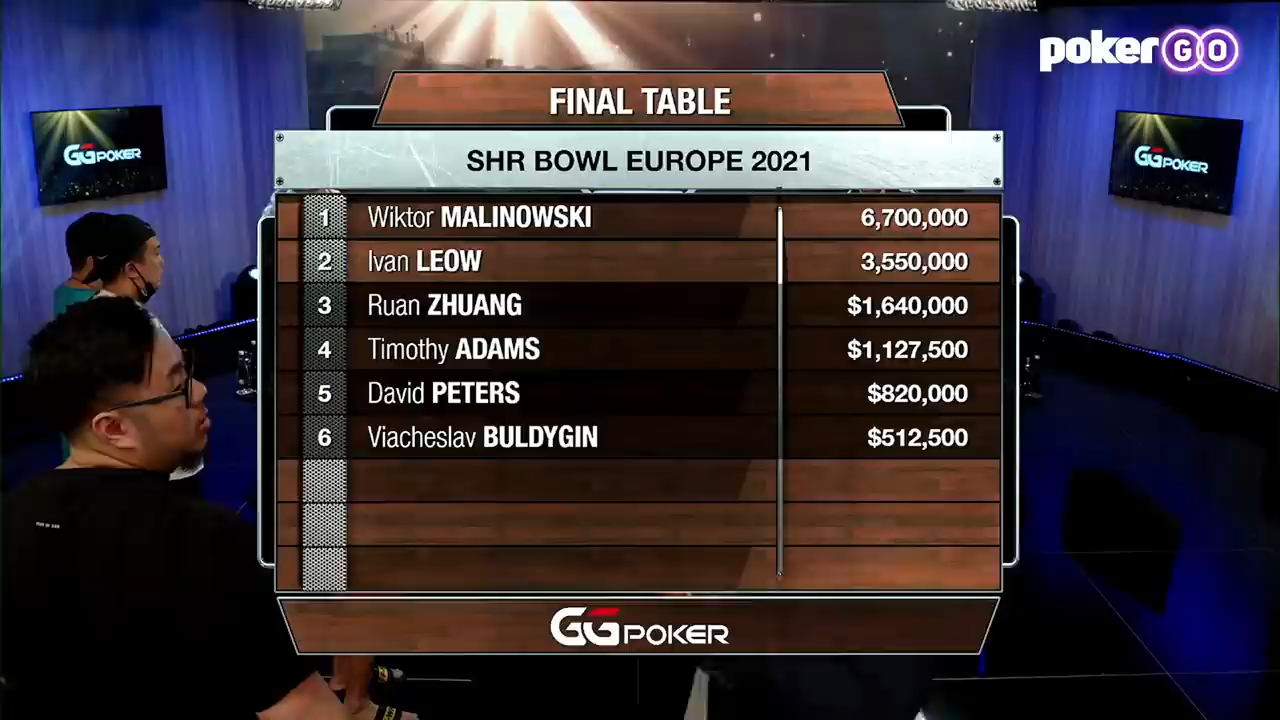 poker GO
FINAL TABLE
SHR BOWL EUROPE 2021
1 Wiktor MALINOWSKI 6,700,000
2 Ivan LEOW 3,550,000
3 Ruan ZHUANG $1,640,000
4 Timothy ADAMS $1,127,500
5 David PETERS $820,000
6 Viacheslav BULDYGIN $512,500
GGPOKER
GGPOKER
GGPOKER